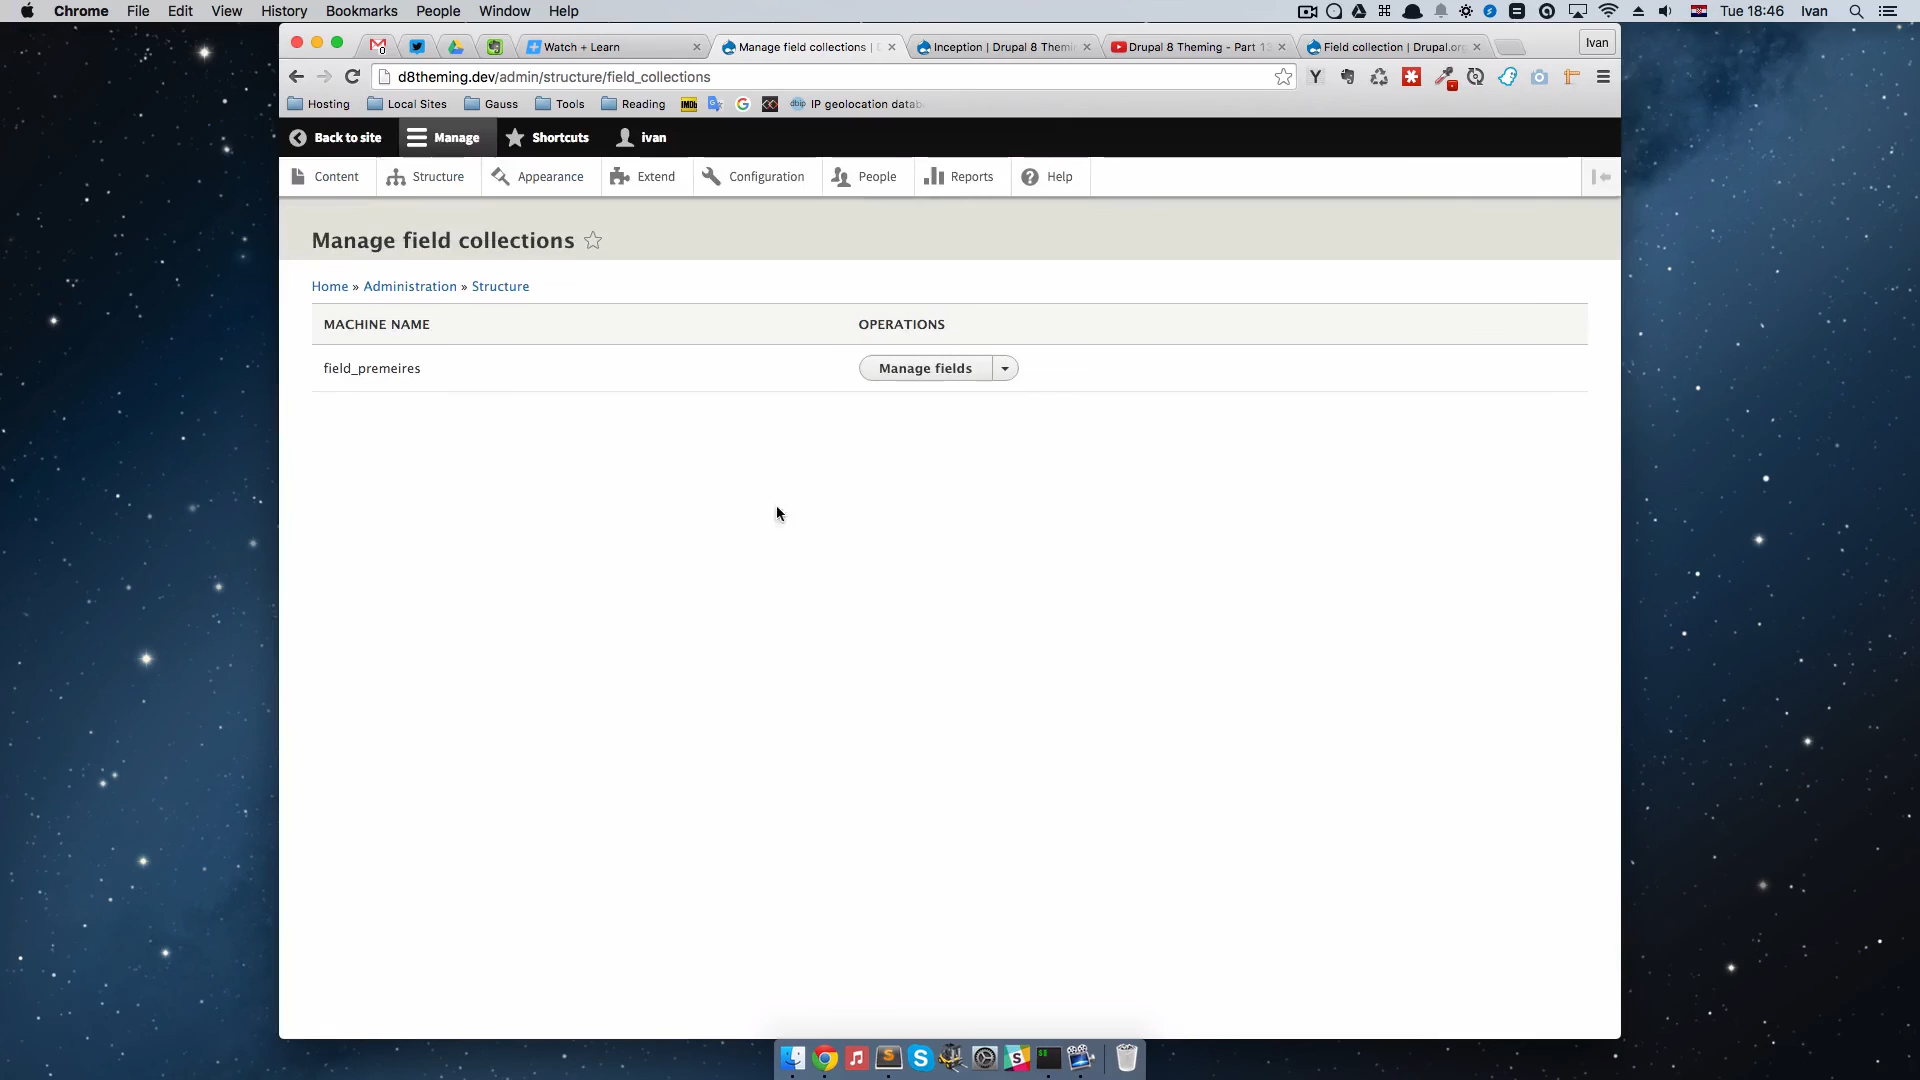 Chrome File Edit View History Bookmarks People Window Help Tue 18:46 Ivan
Watch + Learn Manage field collections | Inception | Drupal 8 Themi Drupal 8 Theming - Part 12 Field collection | Drupal.org Ivan
d8theming.dev/admin/structure/field_collections
Hosting Local Sites Gauss Tools Reading IMDb dbip IP geolocation datab
Back to site Manage Shortcuts ivan
Content Structure Appearance Extend Configuration People Reports Help
Manage field collections
Home » Administration » Structure
MACHINE NAME OPERATIONS
field_premeires Manage fields